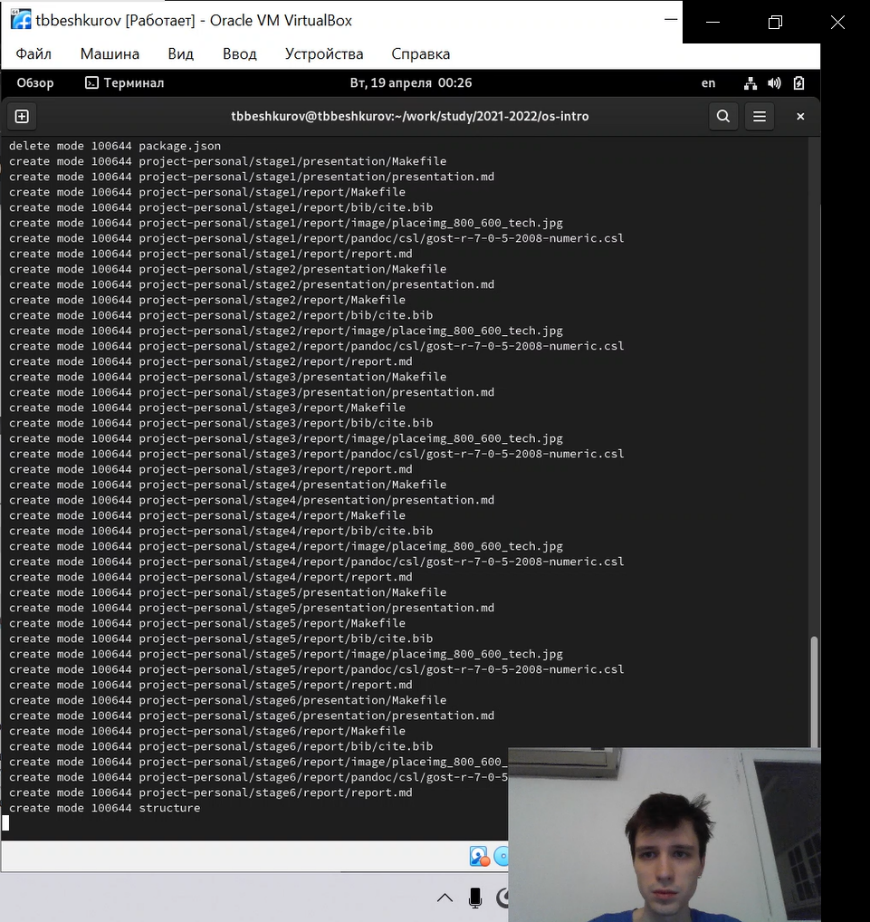 tbbeshkurov [Работает] - Oracle VM VirtualBox
Файл Машина Вид Ввод Устройства Справка
Обзор Терминал Вт, 19 апреля 00:26 en
tbbeshkurov@tbbeshkurov:~/work/study/2021-2022/os-intro
delete mode 100644 package.json
create mode 100644 project-personal/stage1/presentation/Makefile
create mode 100644 project-personal/stage1/presentation/presentation.md
create mode 100644 project-personal/stage1/report/Makefile
create mode 100644 project-personal/stage1/report/bib/cite.bib
create mode 100644 project-personal/stage1/report/image/placeimg_800_600_tech.jpg
create mode 100644 project-personal/stage1/report/pandoc/csl/gost-r-7-0-5-2008-numeric.csl
create mode 100644 project-personal/stage1/report/report.md
create mode 100644 project-personal/stage2/presentation/Makefile
create mode 100644 project-personal/stage2/presentation/presentation.md
create mode 100644 project-personal/stage2/report/Makefile
create mode 100644 project-personal/stage2/report/bib/cite.bib
create mode 100644 project-personal/stage2/report/image/placeimg_800_600_tech.jpg
create mode 100644 project-personal/stage2/report/pandoc/csl/gost-r-7-0-5-2008-numeric.csl
create mode 100644 project-personal/stage2/report/report.md
create mode 100644 project-personal/stage3/presentation/Makefile
create mode 100644 project-personal/stage3/presentation/presentation.md
create mode 100644 project-personal/stage3/report/Makefile
create mode 100644 project-personal/stage3/report/bib/cite.bib
create mode 100644 project-personal/stage3/report/image/placeimg_800_600_tech.jpg
create mode 100644 project-personal/stage3/report/pandoc/csl/gost-r-7-0-5-2008-numeric.csl
create mode 100644 project-personal/stage3/report/report.md
create mode 100644 project-personal/stage4/presentation/Makefile
create mode 100644 project-personal/stage4/presentation/presentation.md
create mode 100644 project-personal/stage4/report/Makefile
create mode 100644 project-personal/stage4/report/bib/cite.bib
create mode 100644 project-personal/stage4/report/image/placeimg_800_600_tech.jpg
create mode 100644 project-personal/stage4/report/pandoc/csl/gost-r-7-0-5-2008-numeric.csl
create mode 100644 project-personal/stage4/report/report.md
create mode 100644 project-personal/stage5/presentation/Makefile
create mode 100644 project-personal/stage5/presentation/presentation.md
create mode 100644 project-personal/stage5/report/Makefile
create mode 100644 project-personal/stage5/report/bib/cite.bib
create mode 100644 project-personal/stage5/report/image/placeimg_800_600_tech.jpg
create mode 100644 project-personal/stage5/report/pandoc/csl/gost-r-7-0-5-2008-numeric.csl
create mode 100644 project-personal/stage5/report/report.md
create mode 100644 project-personal/stage6/presentation/Makefile
create mode 100644 project-personal/stage6/presentation/presentation.md
create mode 100644 project-personal/stage6/report/Makefile
create mode 100644 project-personal/stage6/report/bib/cite.bib
create mode 100644 project-personal/stage6/report/image/placeimg_800_600_
create mode 100644 project-personal/stage6/report/pandoc/csl/gost-r-7-0-5
create mode 100644 project-personal/stage6/report/report.md
create mode 100644 structure